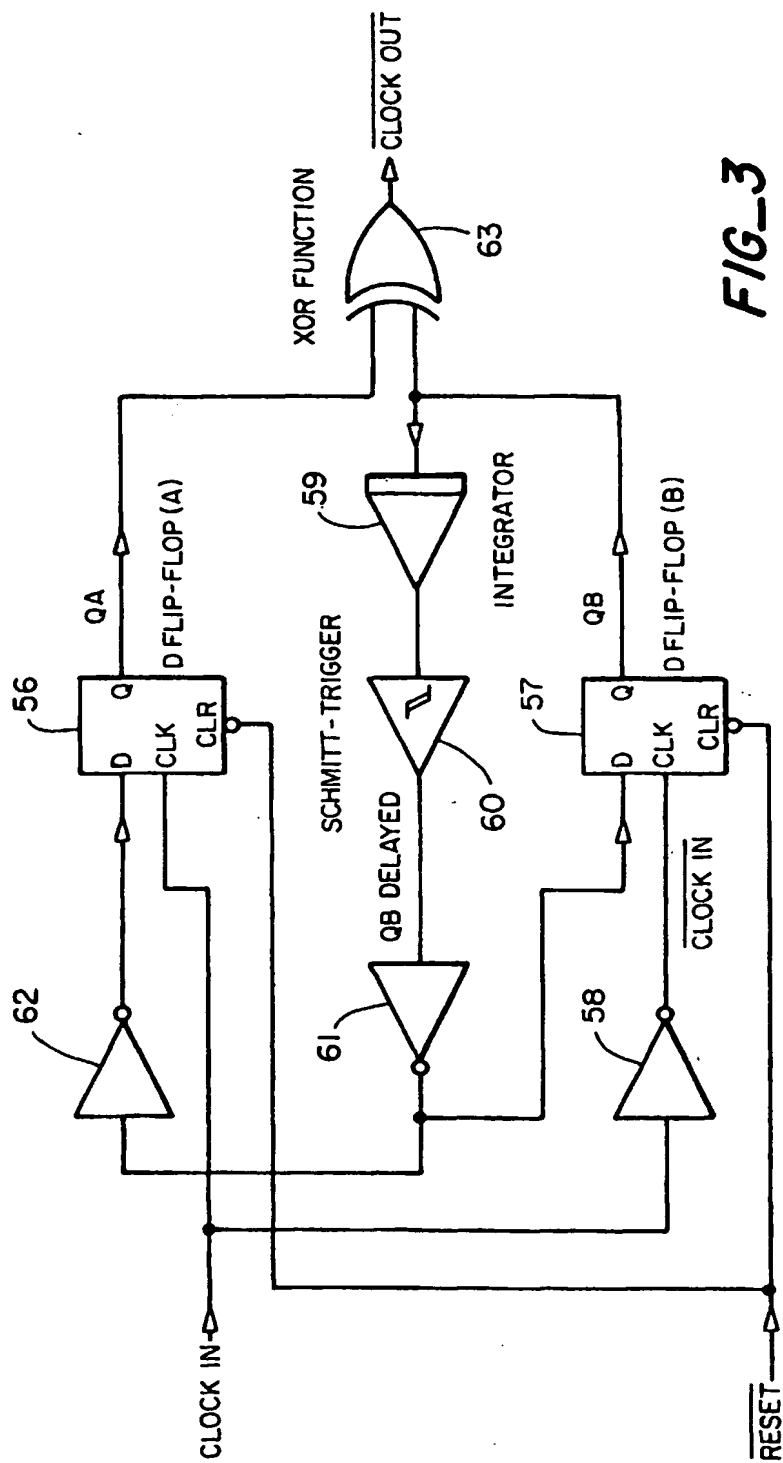 CLOCK IN
RESET
62
56
D
Q
CLK
CLR
QA
D FLIP-FLOP (A)
XOR FUNCTION
63
CLOCK OUT
59
INTEGRATOR
SCHMITT-TRIGGER
60
QB DELAYED
61
58
CLOCK IN
57
D
Q
CLK
CLR
QB
D FLIP-FLOP (B)
FIG_3